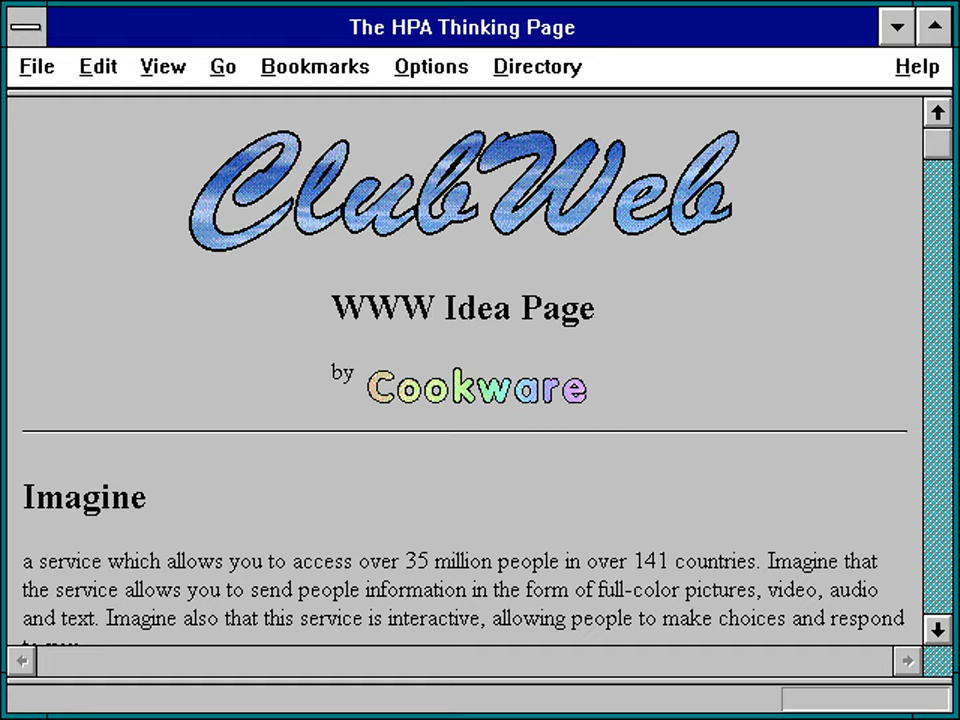 The HPA Thinking Page
File Edit View Go Bookmarks Options Directory Help
ClubWeb
WWW Idea Page
by Cookware
Imagine
a service which allows you to access over 35 million people in over 141 countries. Imagine that
the service allows you to send people information in the form of full-color pictures, video, audio
and text. Imagine also that this service is interactive, allowing people to make choices and respond